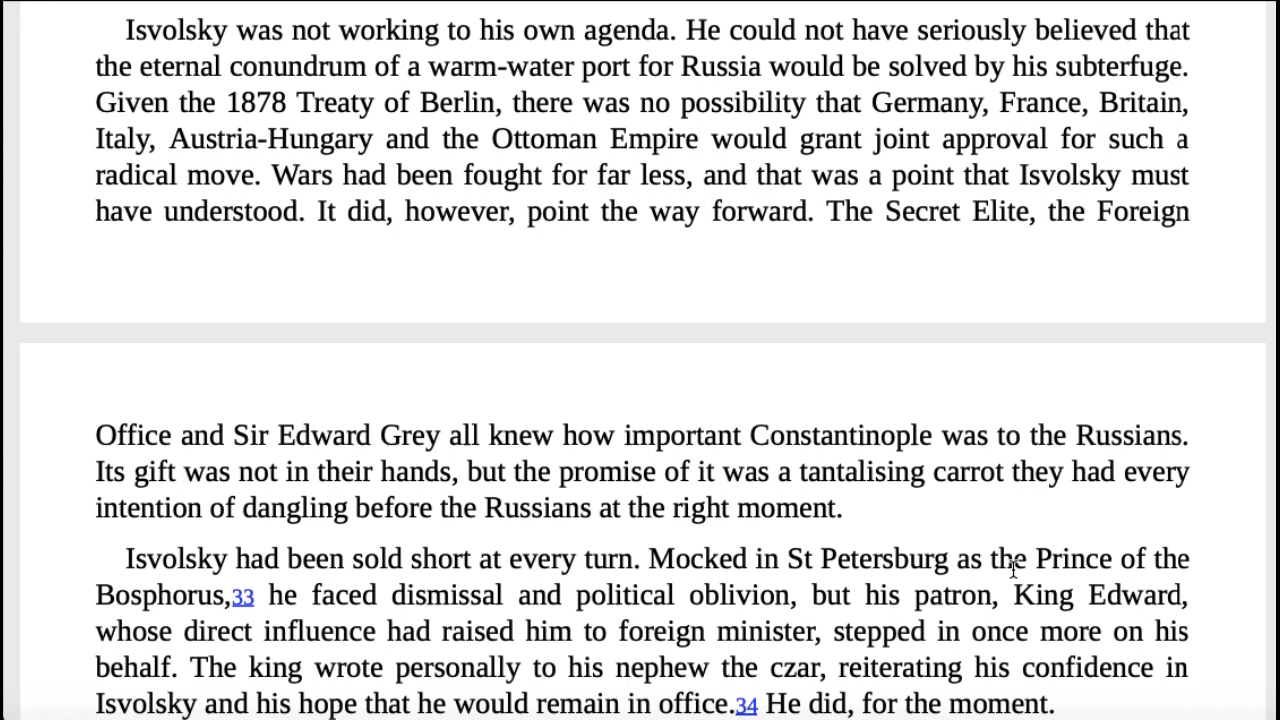 Isvolsky was not working to his own agenda. He could not have seriously believed that
the eternal conundrum of a warm-water port for Russia would be solved by his subterfuge.
Given the 1878 Treaty of Berlin, there was no possibility that Germany, France, Britain,
Italy, Austria-Hungary and the Ottoman Empire would grant joint approval for such a
radical move. Wars had been fought for far less, and that was a point that Isvolsky must
have understood. It did, however, point the way forward. The Secret Elite, the Foreign
Office and Sir Edward Grey all knew how important Constantinople was to the Russians.
Its gift was not in their hands, but the promise of it was a tantalising carrot they had every
intention of dangling before the Russians at the right moment.
Isvolsky had been sold short at every turn. Mocked in St Petersburg as the Prince of the
Bosphorus,33 he faced dismissal and political oblivion, but his patron, King Edward,
whose direct influence had raised him to foreign minister, stepped in once more on his
behalf. The king wrote personally to his nephew the czar, reiterating his confidence in
Isvolsky and his hope that he would remain in office.34 He did, for the moment.